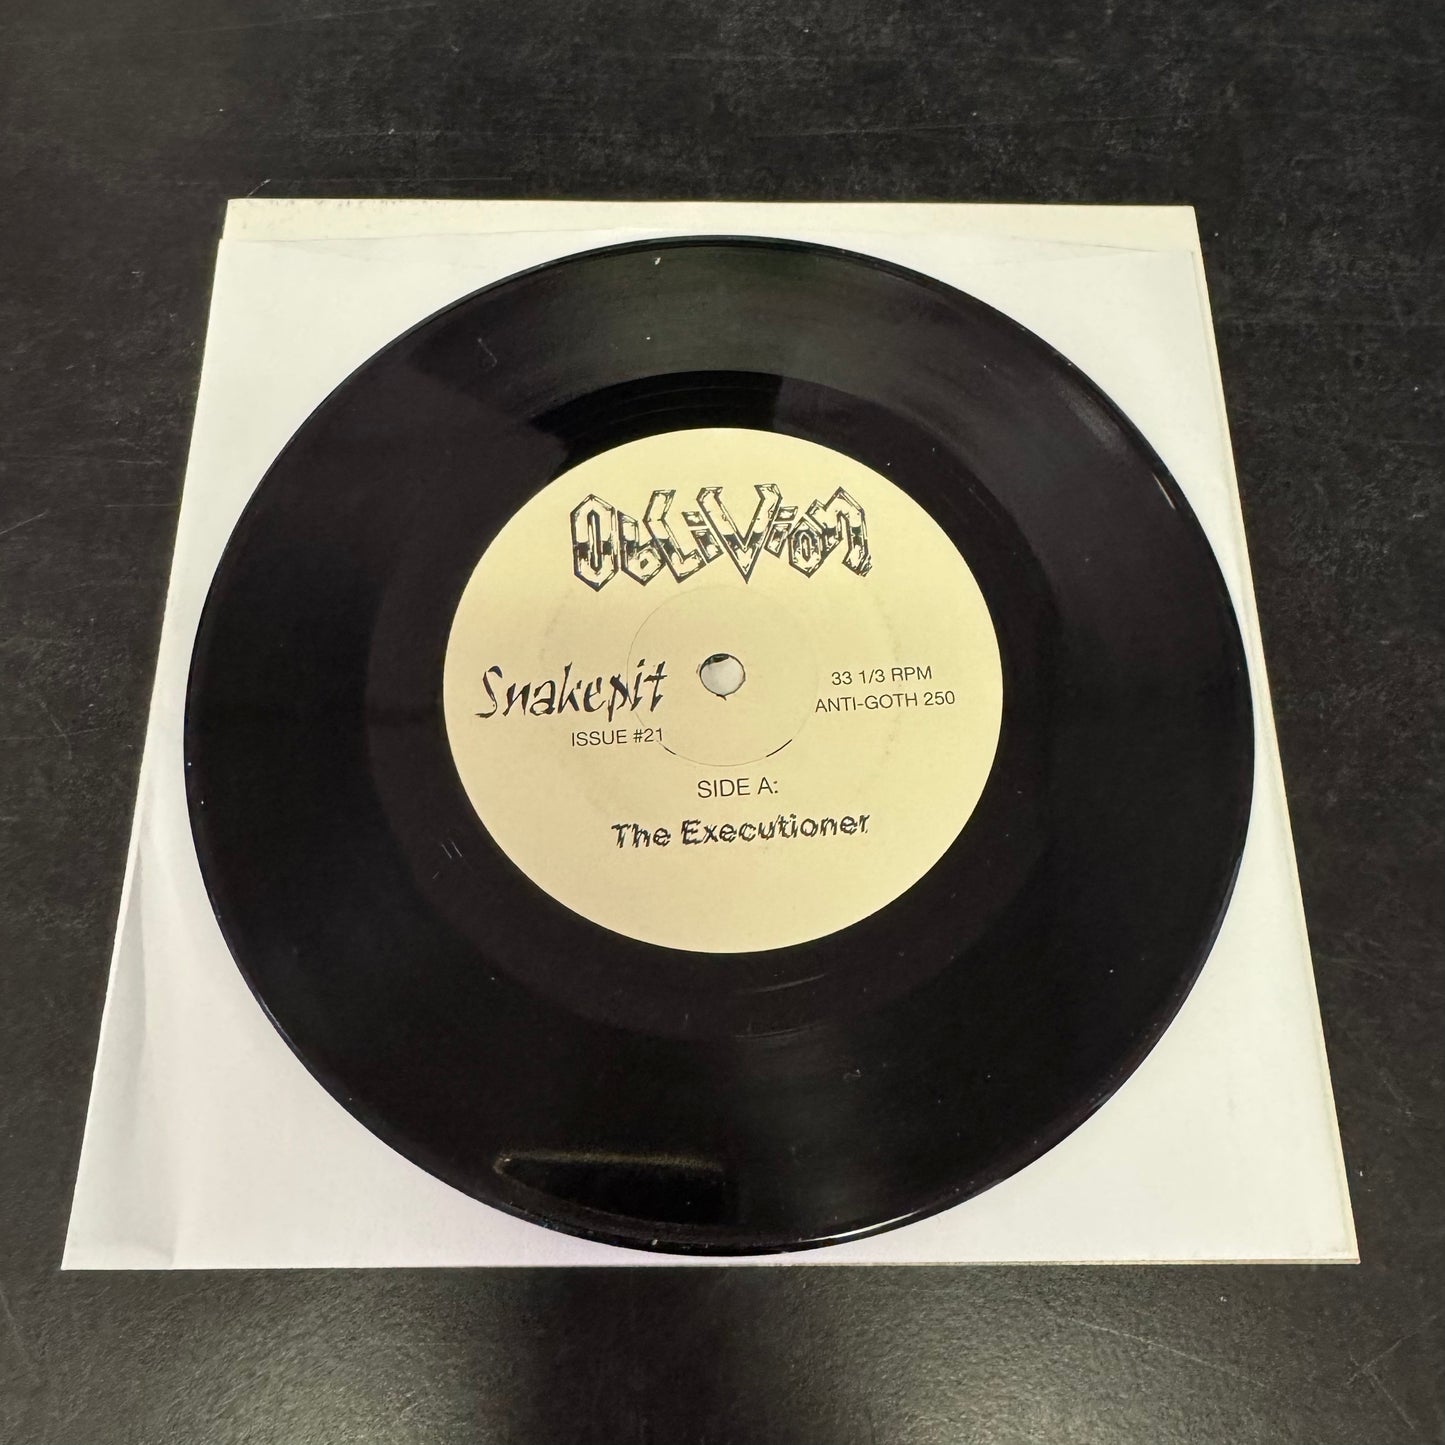 OBLIVION
Snakepit
ISSUE #21
33 1/3 RPM
ANTI-GOTH 250
SIDE A:
The Executioner